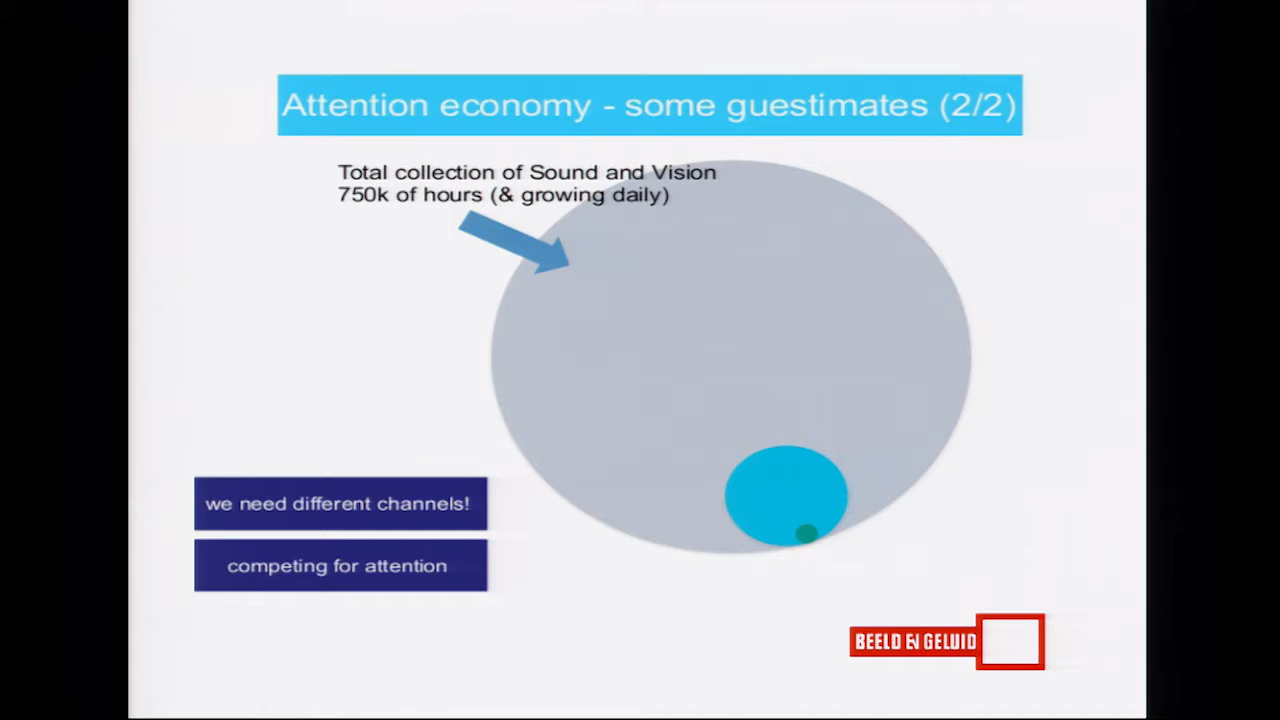 Attention economy - some guestimates (2/2)
Total collection of Sound and Vision
750k of hours (& growing daily)
we need different channels!
competing for attention
BEELD EN GELUID